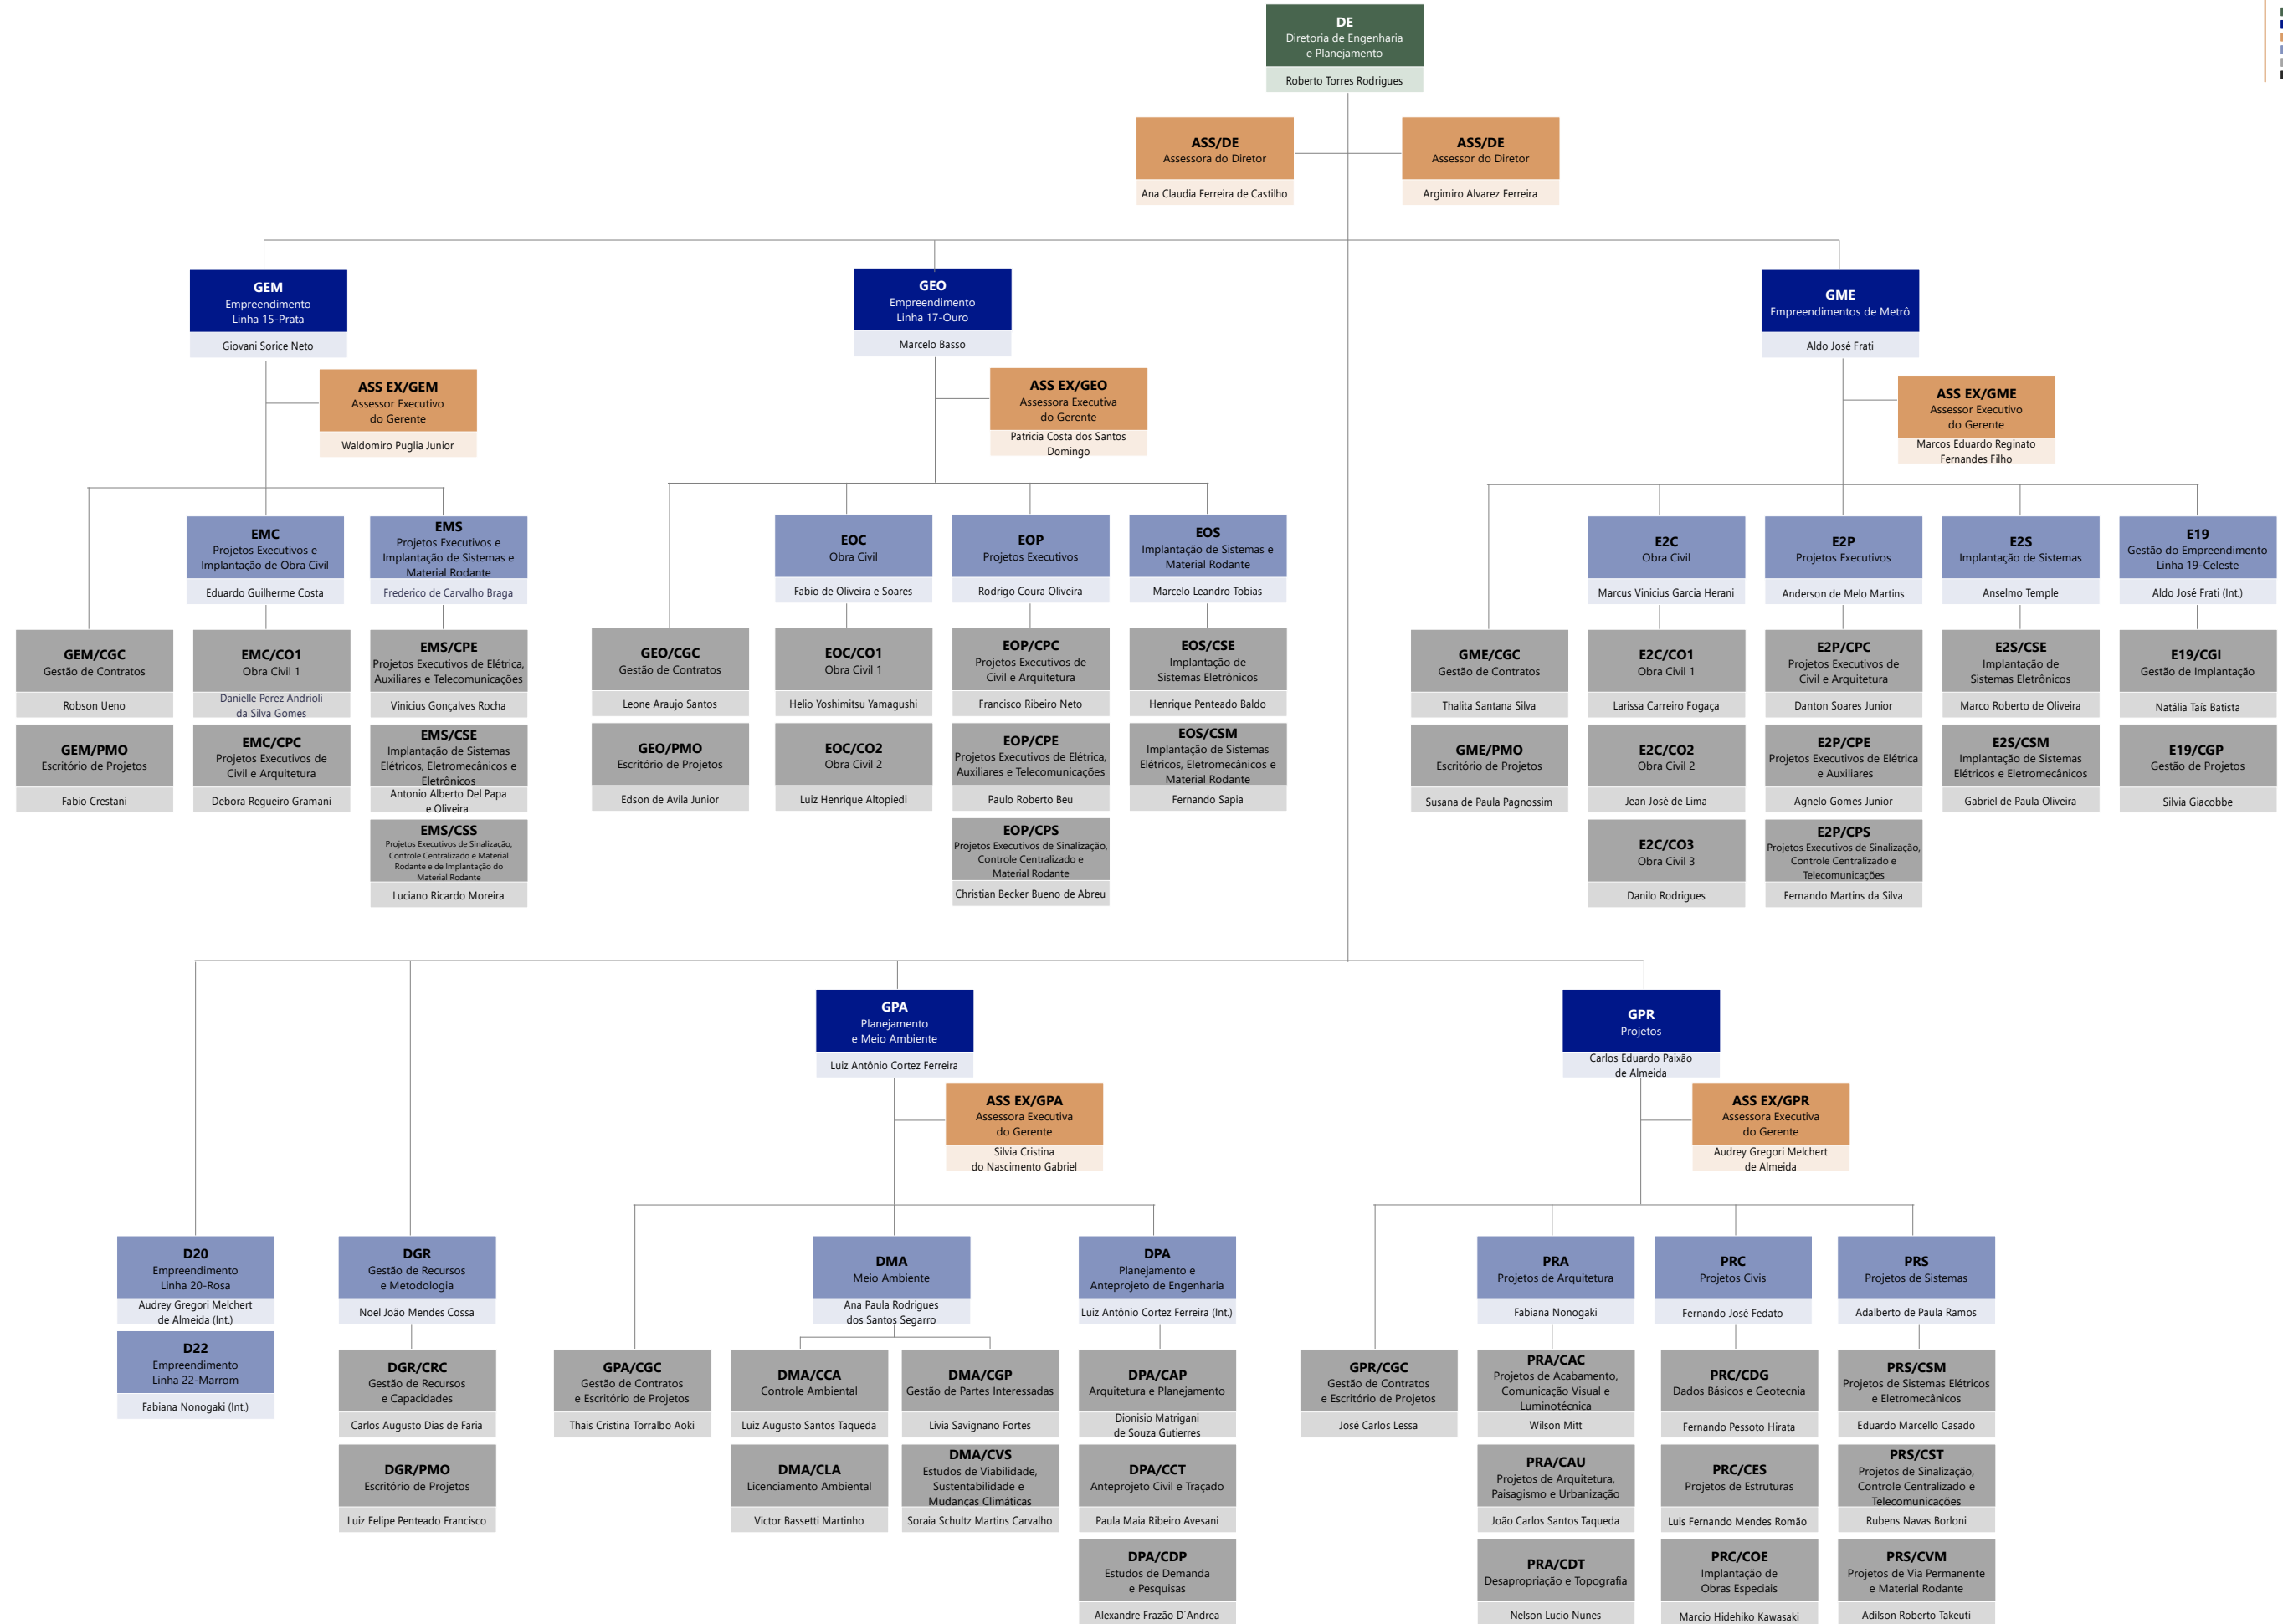 DE
Diretoria de Engenharia
e Planejamento
Roberto Torres Rodrigues
ASS/DE
Assessora do Diretor
Ana Claudia Ferreira de Castilho
ASS/DE
Assessor do Diretor
Argimiro Alvarez Ferreira
GEM
Empreendimento
Linha 15-Prata
Giovani Sorice Neto
ASS EX/GEM
Assessor Executivo
do Gerente
Waldomiro Puglia Junior
EMC
Projetos Executivos e
Implantação de Obra Civil
Eduardo Guilherme Costa
EMS
Projetos Executivos e
Implantação de Sistemas e
Material Rodante
Frederico de Carvalho Braga
GEM/CGC
Gestão de Contratos
Robson Ueno
GEM/PMO
Escritório de Projetos
Fabio Crestani
EMC/CO1
Obra Civil 1
Danielle Perez Andrioli
da Silva Gomes
EMC/CPC
Projetos Executivos de
Civil e Arquitetura
Debora Regueiro Gramani
EMS/CPE
Projetos Executivos de Elétrica,
Auxiliares e Telecomunicações
Vinicius Gonçalves Rocha
EMS/CSE
Implantação de Sistemas
Elétricos, Eletromecânicos e
Eletrônicos
Antonio Alberto Del Papa
e Oliveira
EMS/CSS
Projetos Executivos de Sinalização,
Controle Centralizado e Material
Rodante e de Implantação do
Material Rodante
Luciano Ricardo Moreira
GEO
Empreendimento
Linha 17-Ouro
Marcelo Basso
ASS EX/GEO
Assessora Executiva
do Gerente
Patricia Costa dos Santos
Domingo
EOC
Obra Civil
Fabio de Oliveira e Soares
EOP
Projetos Executivos
Rodrigo Coura Oliveira
EOS
Implantação de Sistemas e
Material Rodante
Marcelo Leandro Tobias
GEO/CGC
Gestão de Contratos
Leone Araujo Santos
GEO/PMO
Escritório de Projetos
Edson de Avila Junior
EOC/CO1
Obra Civil 1
Helio Yoshimitsu Yamagushi
EOC/CO2
Obra Civil 2
Luiz Henrique Altopiedi
EOP/CPC
Projetos Executivos de
Civil e Arquitetura
Francisco Ribeiro Neto
EOP/CPE
Projetos Executivos de Elétrica,
Auxiliares e Telecomunicações
Paulo Roberto Beu
EOP/CPS
Projetos Executivos de Sinalização,
Controle Centralizado e
Material Rodante
Christian Becker Bueno de Abreu
EOS/CSE
Implantação de
Sistemas Eletrônicos
Henrique Penteado Baldo
EOS/CSM
Implantação de Sistemas
Elétricos, Eletromecânicos e
Material Rodante
Fernando Sapia
GME
Empreendimentos de Metrô
Aldo José Frati
ASS EX/GME
Assessor Executivo
do Gerente
Marcos Eduardo Reginato
Fernandes Filho
E2C
Obra Civil
Marcus Vinicius Garcia Herani
E2P
Projetos Executivos
Anderson de Melo Martins
E2S
Implantação de Sistemas
Anselmo Temple
E19
Gestão do Empreendimento
Linha 19-Celeste
Aldo José Frati (Int.)
GME/CGC
Gestão de Contratos
Thalita Santana Silva
GME/PMO
Escritório de Projetos
Susana de Paula Pagnossim
E2C/CO1
Obra Civil 1
Larissa Carreiro Fogaça
E2C/CO2
Obra Civil 2
Jean José de Lima
E2C/CO3
Obra Civil 3
Danilo Rodrigues
E2P/CPC
Projetos Executivos de
Civil e Arquitetura
Danton Soares Junior
E2P/CPE
Projetos Executivos de Elétrica
e Auxiliares
Agnelo Gomes Junior
E2P/CPS
Projetos Executivos de Sinalização,
Controle Centralizado e
Telecomunicações
Fernando Martins da Silva
E2S/CSE
Implantação de
Sistemas Eletrônicos
Marco Roberto de Oliveira
E2S/CSM
Implantação de Sistemas
Elétricos e Eletromecânicos
Gabriel de Paula Oliveira
E19/CGI
Gestão de Implantação
Natália Taís Batista
E19/CGP
Gestão de Projetos
Silvia Giacobbe
D20
Empreendimento
Linha 20-Rosa
Audrey Gregori Melchert
de Almeida (Int.)
D22
Empreendimento
Linha 22-Marrom
Fabiana Nonogaki (Int.)
DGR
Gestão de Recursos
e Metodologia
Noel João Mendes Cossa
DGR/CRC
Gestão de Recursos
e Capacidades
Carlos Augusto Dias de Faria
DGR/PMO
Escritório de Projetos
Luiz Felipe Penteado Francisco
GPA
Planejamento
e Meio Ambiente
Luiz Antônio Cortez Ferreira
ASS EX/GPA
Assessora Executiva
do Gerente
Silvia Cristina
do Nascimento Gabriel
DMA
Meio Ambiente
Ana Paula Rodrigues
dos Santos Segarro
DPA
Planejamento e
Anteprojeto de Engenharia
Luiz Antônio Cortez Ferreira (Int.)
GPA/CGC
Gestão de Contratos
e Escritório de Projetos
Thais Cristina Torralbo Aoki
DMA/CCA
Controle Ambiental
Luiz Augusto Santos Taqueda
DMA/CLA
Licenciamento Ambiental
Victor Bassetti Martinho
DMA/CGP
Gestão de Partes Interessadas
Livia Savignano Fortes
DMA/CVS
Estudos de Viabilidade,
Sustentabilidade e
Mudanças Climáticas
Soraia Schultz Martins Carvalho
DPA/CAP
Arquitetura e Planejamento
Dionisio Matrigani
de Souza Gutierres
DPA/CCT
Anteprojeto Civil e Traçado
Paula Maia Ribeiro Avesani
DPA/CDP
Estudos de Demanda
e Pesquisas
Alexandre Frazão D´Andrea
GPR
Projetos
Carlos Eduardo Paixão
de Almeida
ASS EX/GPR
Assessora Executiva
do Gerente
Audrey Gregori Melchert
de Almeida
PRA
Projetos de Arquitetura
Fabiana Nonogaki
PRC
Projetos Civis
Fernando José Fedato
PRS
Projetos de Sistemas
Adalberto de Paula Ramos
GPR/CGC
Gestão de Contratos
e Escritório de Projetos
José Carlos Lessa
PRA/CAC
Projetos de Acabamento,
Comunicação Visual e
Luminotécnica
Wilson Mitt
PRA/CAU
Projetos de Arquitetura,
Paisagismo e Urbanização
João Carlos Santos Taqueda
PRA/CDT
Desapropriação e Topografia
Nelson Lucio Nunes
PRC/CDG
Dados Básicos e Geotecnia
Fernando Pessoto Hirata
PRC/CES
Projetos de Estruturas
Luis Fernando Mendes Romão
PRC/COE
Implantação de
Obras Especiais
Marcio Hidehiko Kawasaki
PRS/CSM
Projetos de Sistemas Elétricos
e Eletromecânicos
Eduardo Marcello Casado
PRS/CST
Projetos de Sinalização,
Controle Centralizado e
Telecomunicações
Rubens Navas Borloni
PRS/CVM
Projetos de Via Permanente
e Material Rodante
Adilson Roberto Takeuti